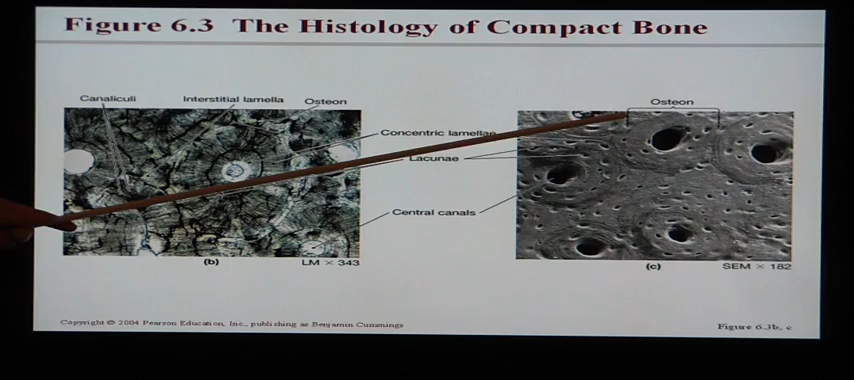 Figure 6.3 The Histology of Compact Bone
Canaliculi
Interstitial lamella
Osteon
Osteon
Concentric lamellae
Lacunae
Central canals
(b)
LM × 343
(c)
SEM × 182
Copyright © 2004 Pearson Education, Inc., publishing as Benjamin Cummings
Figure 6.3b, c